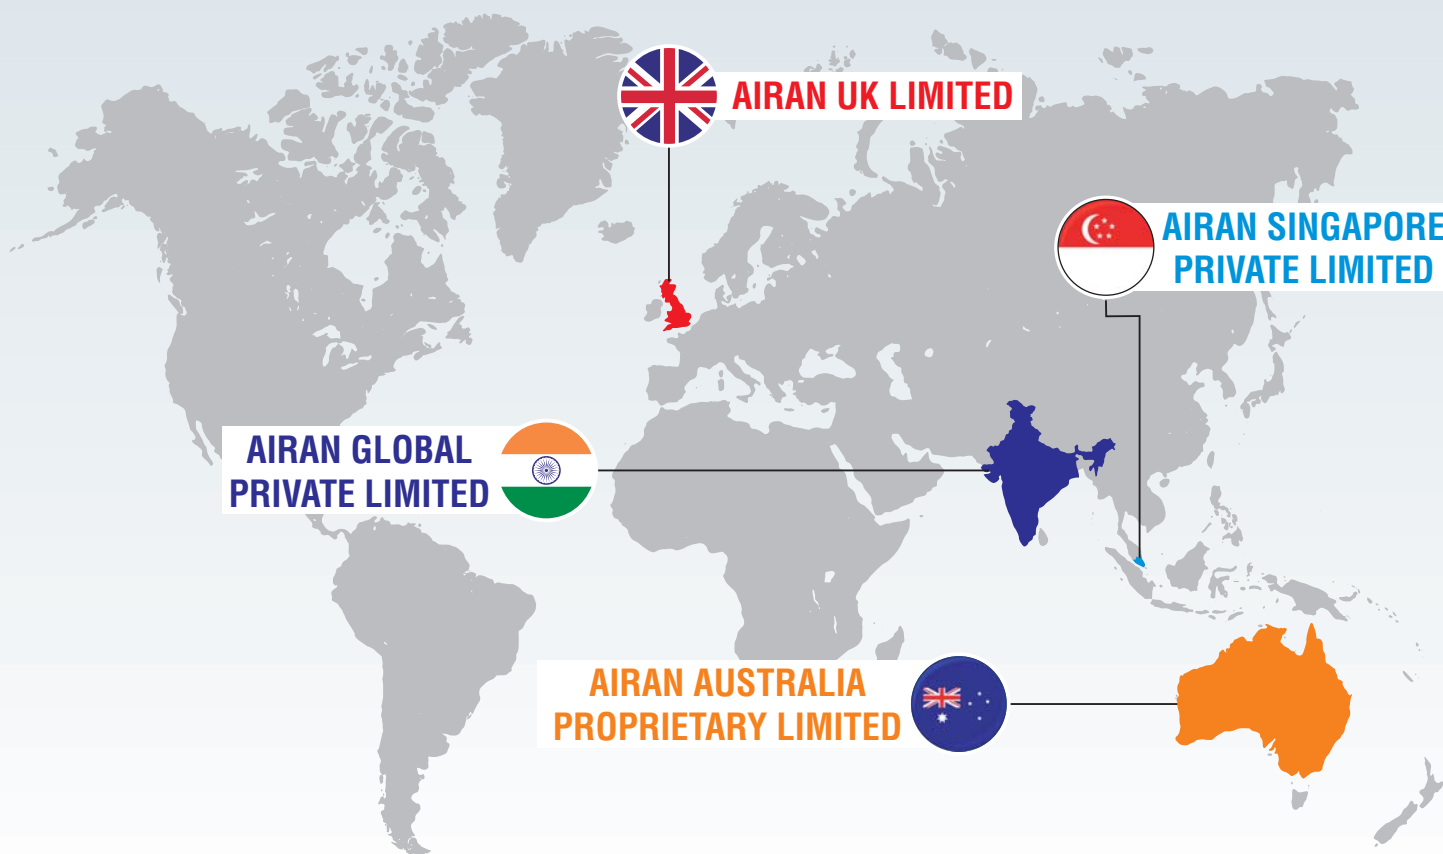 AIRAN UK LIMITED
AIRAN SINGAPORE
PRIVATE LIMITED
AIRAN GLOBAL
PRIVATE LIMITED
AIRAN AUSTRALIA
PROPRIETARY LIMITED